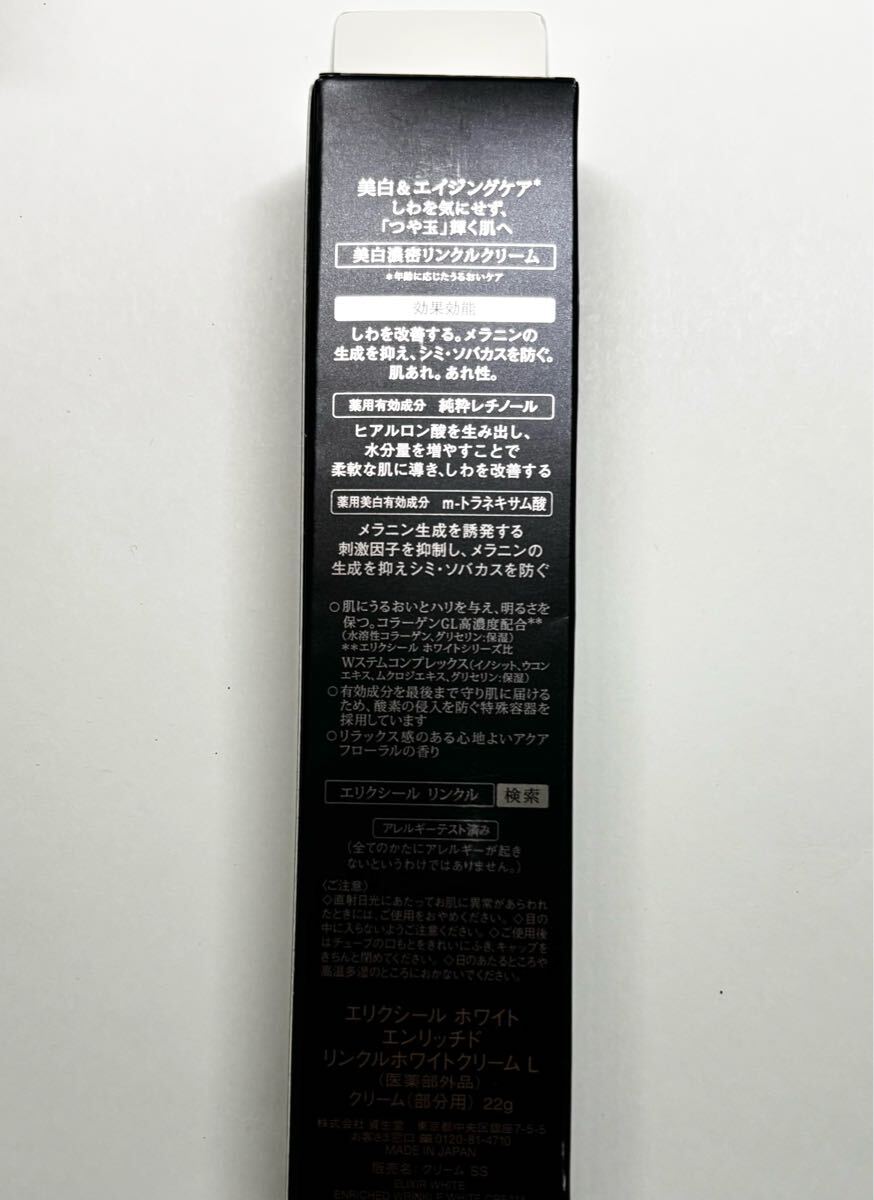 美白&エイジングケア*
しわを気にせず、
「つや玉」輝く肌へ
美白濃密リンクルクリーム
*年齢に応じたうるおいケア
効果効能
しわを改善する。メラニンの
生成を抑え、シミ・ソバカスを防ぐ。
肌あれ。あれ性。
薬用有効成分 純粋レチノール
ヒアルロン酸を生み出し、
水分量を増やすことで
柔軟な肌に導き、しわを改善する
薬用美白有効成分 m-トラネキサム酸
メラニン生成を誘発する
刺激因子を抑制し、メラニンの
生成を抑えシミ・ソバカスを防ぐ
○肌にうるおいとハリを与え、明るさを
保つ。コラーゲンGL高濃度配合**
(水溶性コラーゲン、グリセリン:保湿)
**エリクシール ホワイトシリーズ比
Wステムコンプレックス(イノシット、ウコン
エキス、ムクロジエキス、グリセリン:保湿)
○有効成分を最後まで守り肌に届ける
ため、酸素の侵入を防ぐ特殊容器を
採用しています
○リラックス感のある心地よいアクア
フローラルの香り
エリクシール リンクル 検索
アレルギーテスト済み
(全てのかたにアレルギーが起き
ないというわけではありません。)
〈ご注意〉
◇直射日光にあたってお肌に異常があらわれ
たときには、ご使用をおやめください。◇目の
中に入らないようご注意ください。◇ご使用後
はチューブの口もとをきれいにふき、キャップを
きちんと閉めてください。◇日のあたるところや
高温多湿のところにおかないでください。
エリクシール ホワイト
エンリッチド
リンクルホワイトクリーム L
(医薬部外品)
クリーム(部分用) 22g
株式会社 資生堂 東京都中央区銀座7-5-5
お客さま窓口 0120-81-4710
MADE IN JAPAN
販売名: クリーム SS
ELIXIR WHITE